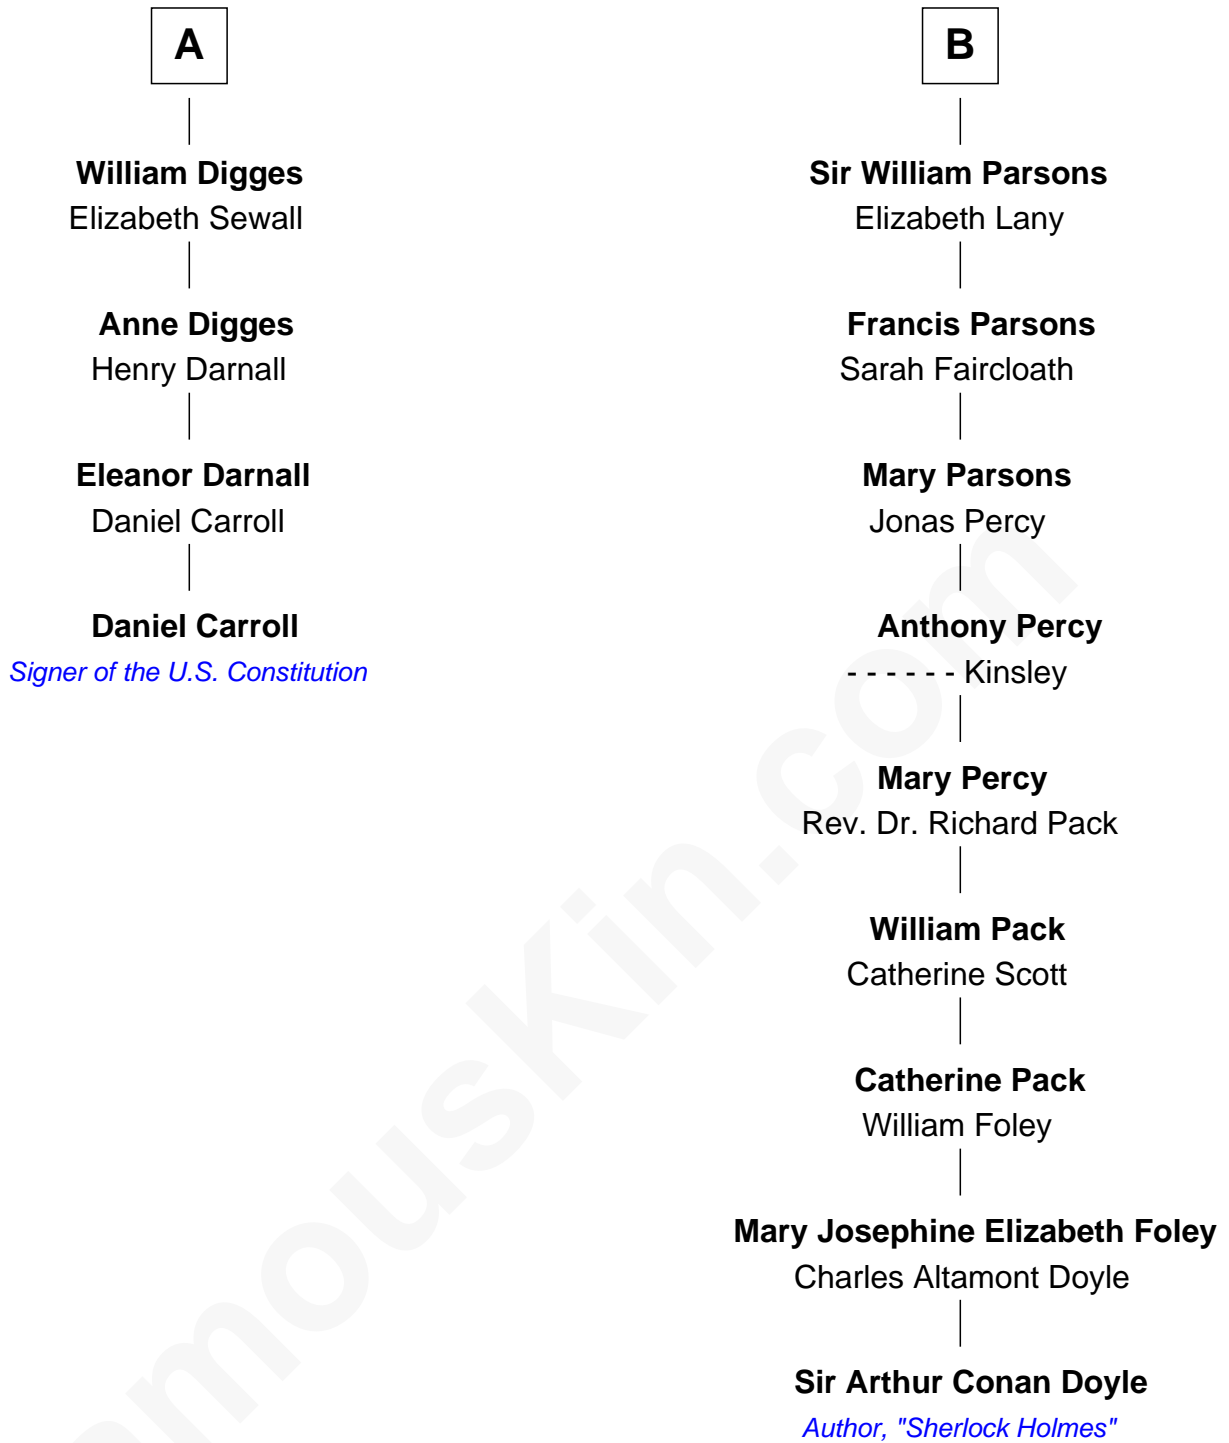 A
William Digges
Elizabeth Sewall
Anne Digges
Henry Darnall
Eleanor Darnall
Daniel Carroll
Daniel Carroll
Signer of the U.S. Constitution
B
Sir William Parsons
Elizabeth Lany
Francis Parsons
Sarah Faircloath
Mary Parsons
Jonas Percy
Anthony Percy
- - - - - - Kinsley
Mary Percy
Rev. Dr. Richard Pack
William Pack
Catherine Scott
Catherine Pack
William Foley
Mary Josephine Elizabeth Foley
Charles Altamont Doyle
Sir Arthur Conan Doyle
Author, "Sherlock Holmes"
amouskin.com